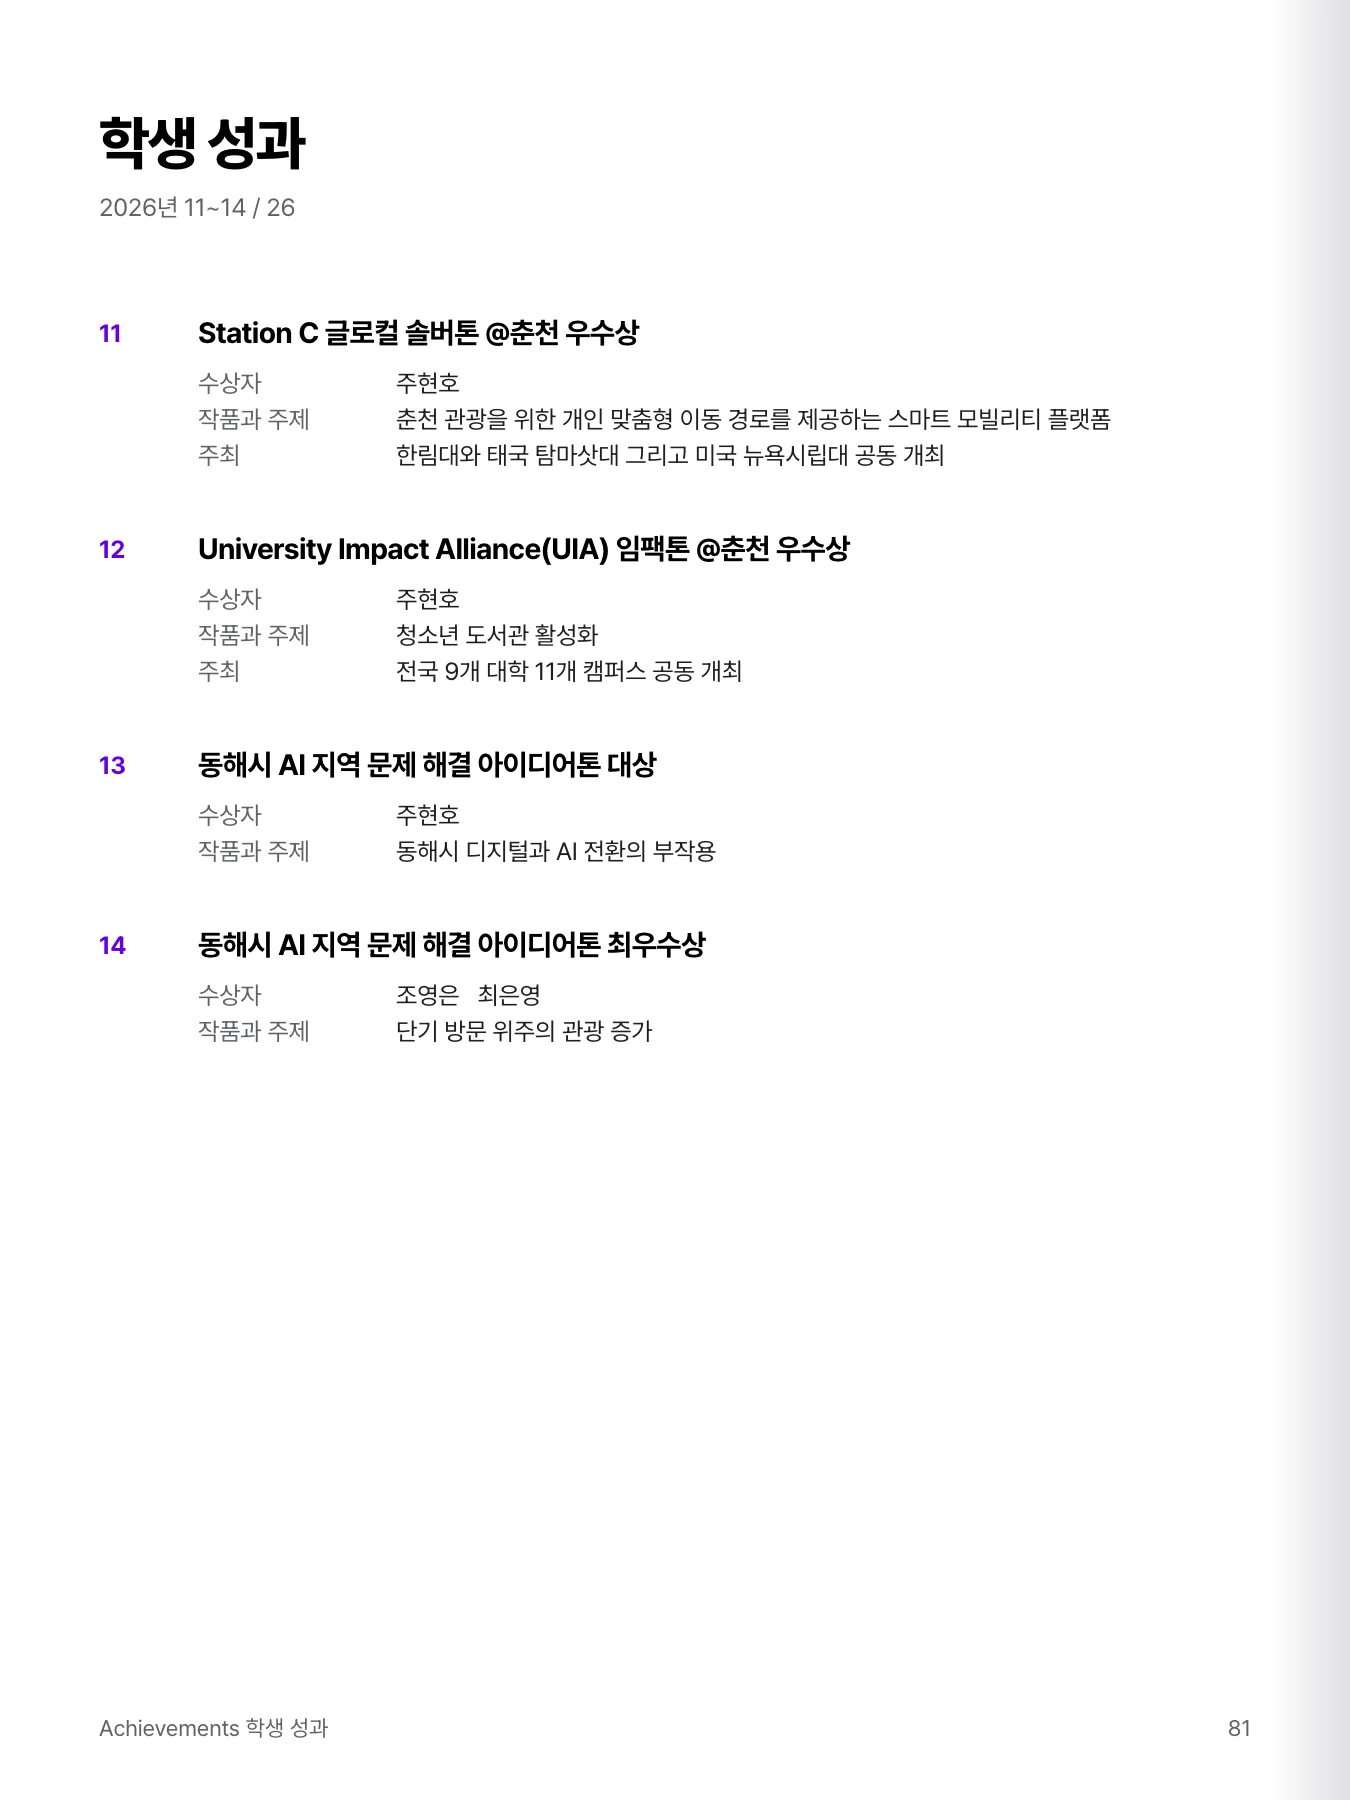 학생 성과
2026년 11~14 / 26
11 Station C 글로컬 솔버톤 @춘천 우수상
수상자 주현호
작품과 주제 춘천 관광을 위한 개인 맞춤형 이동 경로를 제공하는 스마트 모빌리티 플랫폼
주최 한림대와 태국 탐마삿대 그리고 미국 뉴욕시립대 공동 개최
12 University Impact Alliance(UIA) 임팩톤 @춘천 우수상
수상자 주현호
작품과 주제 청소년 도서관 활성화
주최 전국 9개 대학 11개 캠퍼스 공동 개최
13 동해시 AI 지역 문제 해결 아이디어톤 대상
수상자 주현호
작품과 주제 동해시 디지털과 AI 전환의 부작용
14 동해시 AI 지역 문제 해결 아이디어톤 최우수상
수상자 조영은 최은영
작품과 주제 단기 방문 위주의 관광 증가
Achievements 학생 성과 81